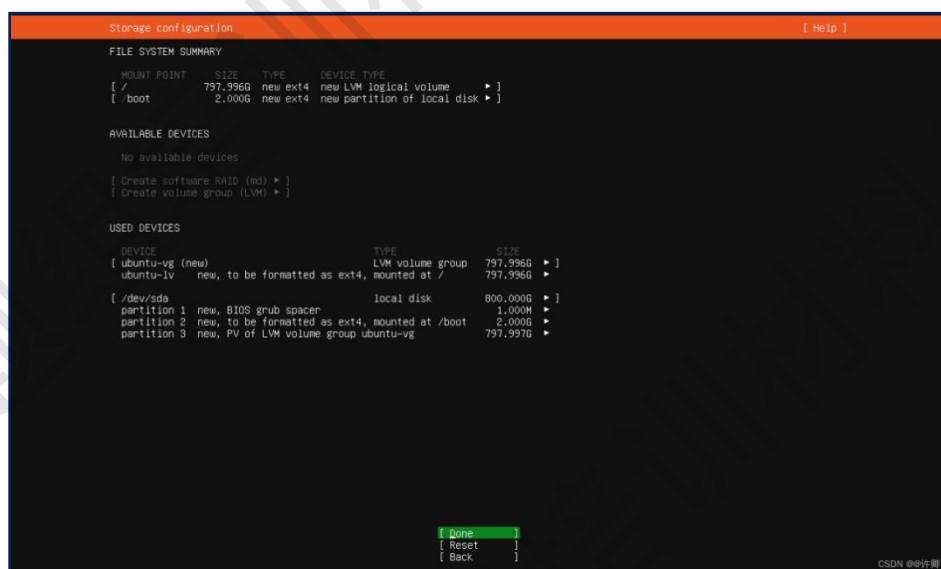 Storage configuration [ Help ]
FILE SYSTEM SUMMARY
MOUNT POINT SIZE TYPE DEVICE TYPE
[ / 797.996G new ext4 new LVM logical volume ▸ ]
[ /boot 2.000G new ext4 new partition of local disk ▸ ]
AVAILABLE DEVICES
No available devices
[ Create software RAID (md) ▸ ]
[ Create volume group (LVM) ▸ ]
USED DEVICES
DEVICE TYPE SIZE
[ ubuntu-vg (new) LVM volume group 797.996G ▸ ]
ubuntu-lv new, to be formatted as ext4, mounted at / 797.996G ▸
[ /dev/sda local disk 800.000G ▸ ]
partition 1 new, BIOS grub spacer 1.000M ▸
partition 2 new, to be formatted as ext4, mounted at /boot 2.000G ▸
partition 3 new, PV of LVM volume group ubuntu-vg 797.997G ▸
[ Done ]
[ Reset ]
[ Back ]
CSDN @@许卿